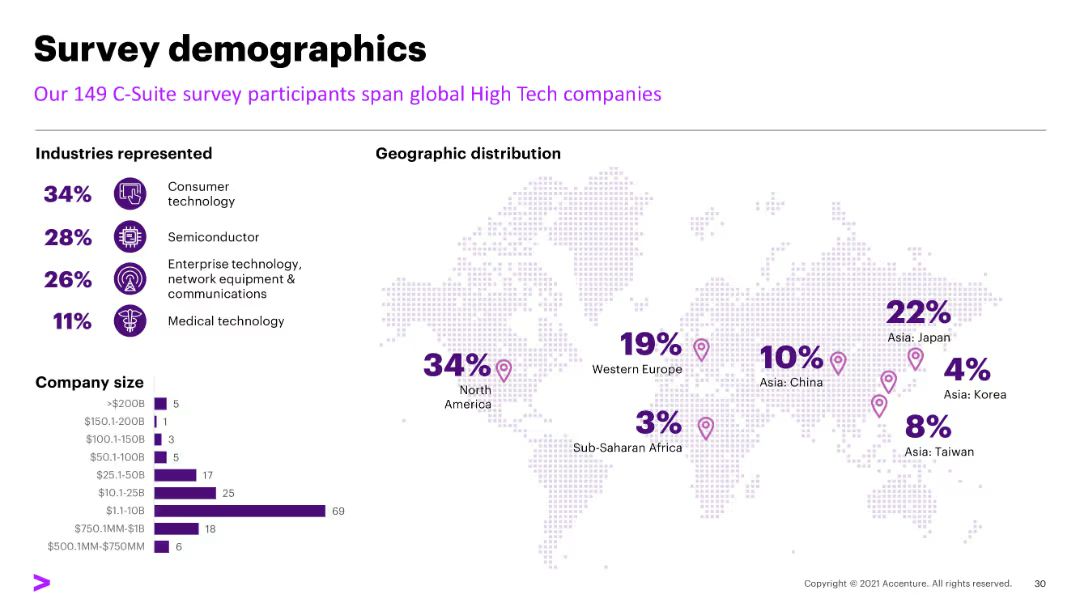 Survey demographics
Our 149 C-Suite survey participants span global High Tech companies
Industries represented
34%
Consumer
technology
28%
Semiconductor
26%
Enterprise technology,
network equipment &
communications
11%
Medical technology
Company size
>$200B 5
$150.1-200B 1
$100.1-150B 3
$50.1-100B 5
$25.1-50B 17
$10.1-25B 25
$1.1-10B 69
$750.1MM-$1B 18
$500.1MM-$750MM 6
Geographic distribution
34%
North
America
19%
Western Europe
3%
Sub-Saharan Africa
10%
Asia: China
22%
Asia: Japan
4%
Asia: Korea
8%
Asia: Taiwan
Copyright © 2021 Accenture. All rights reserved. 30